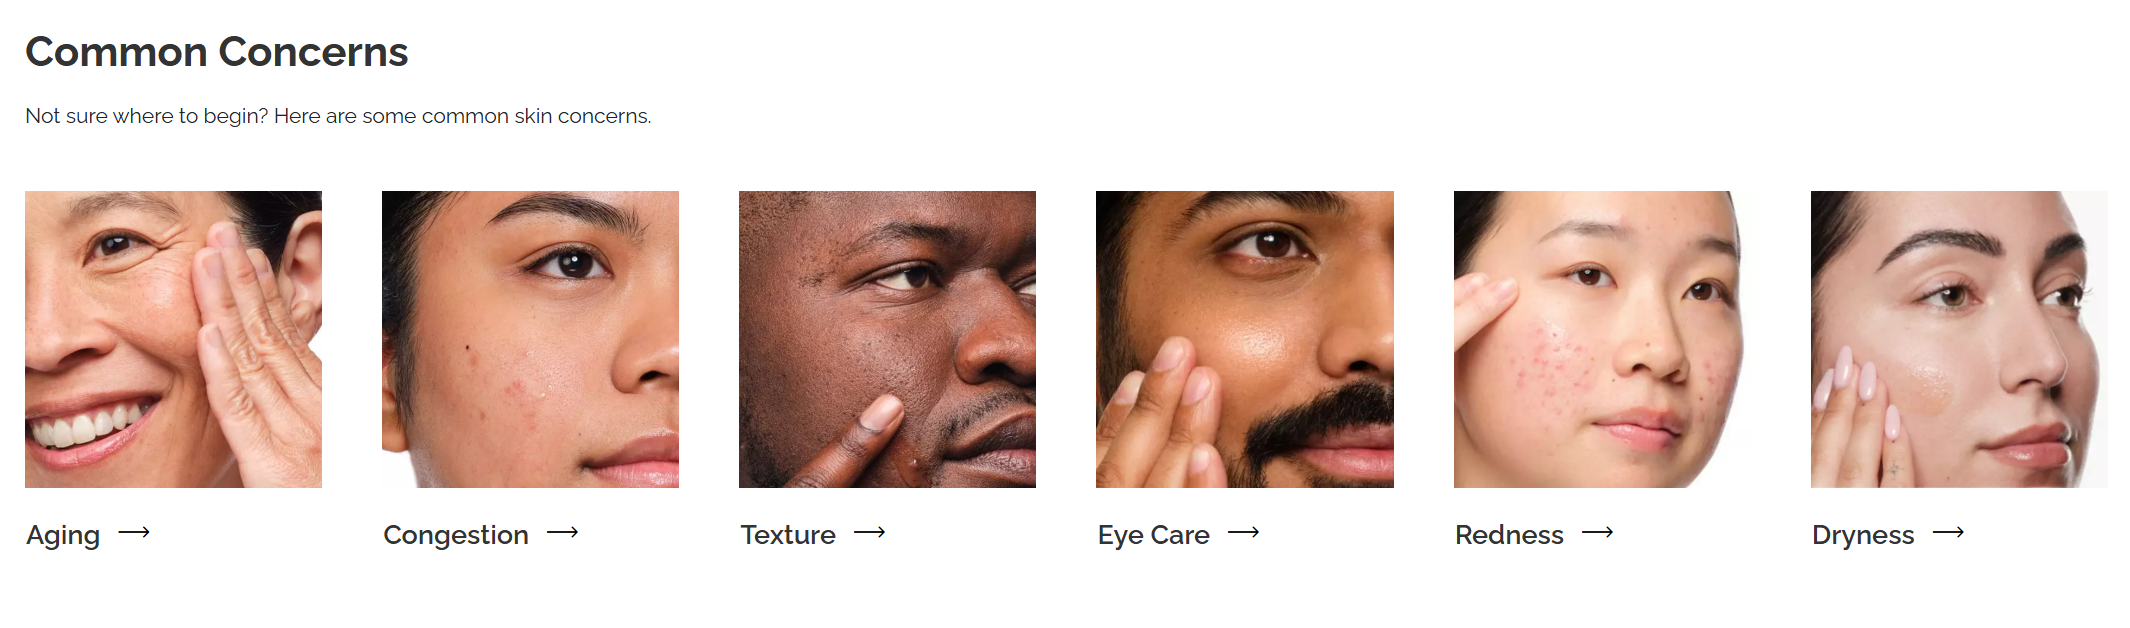 Common Concerns
Not sure where to begin? Here are some common skin concerns.
Aging
Congestion
Texture
Eye Care
Redness
Dryness